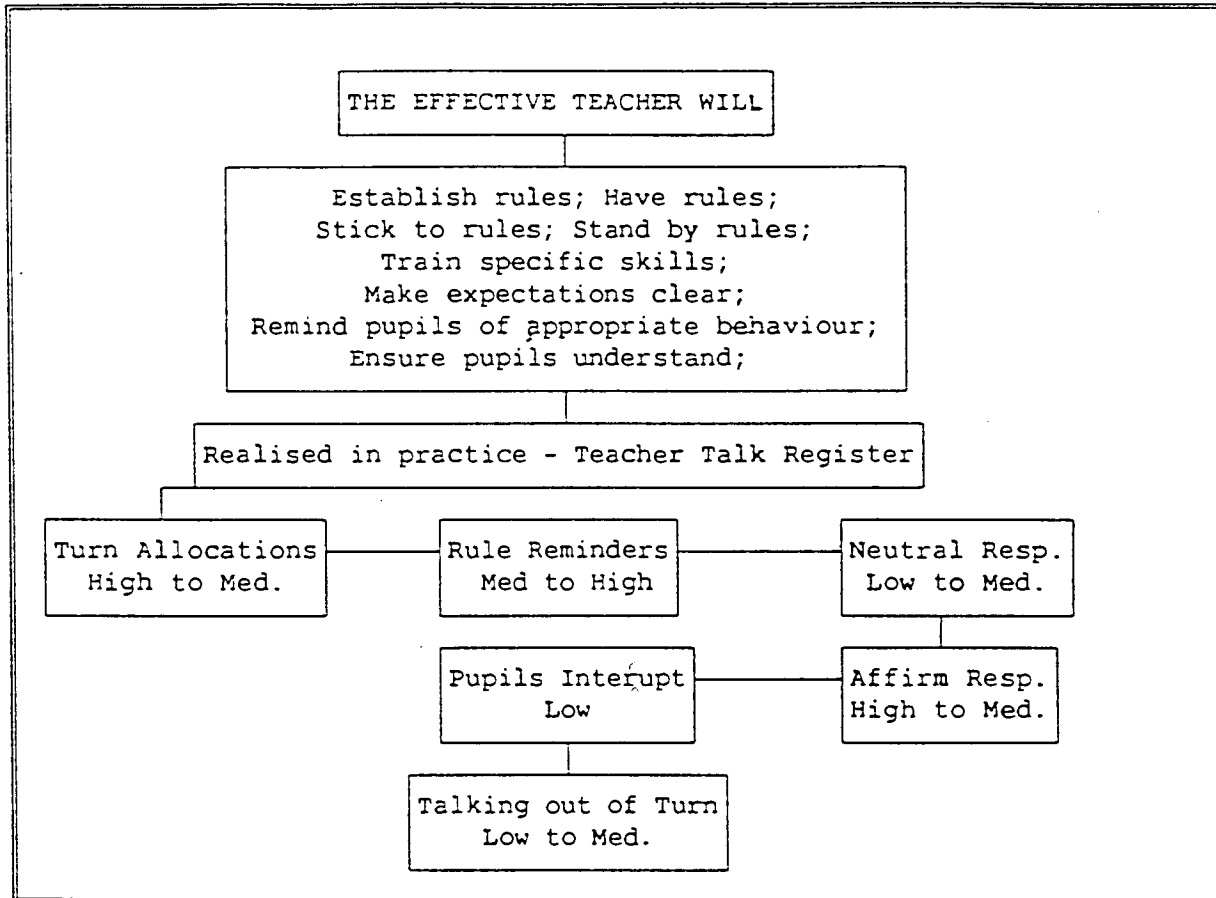 THE EFFECTIVE TEACHER WILL
Establish rules; Have rules;
Stick to rules; Stand by rules;
Train specific skills;
Make expectations clear;
Remind pupils of appropriate behaviour;
Ensure pupils understand;
Realised in practice - Teacher Talk Register
Turn Allocations
High to Med.
Rule Reminders
Med to High
Neutral Resp.
Low to Med.
Pupils Interupt
Low
Affirm Resp.
High to Med.
Talking out of Turn
Low to Med.